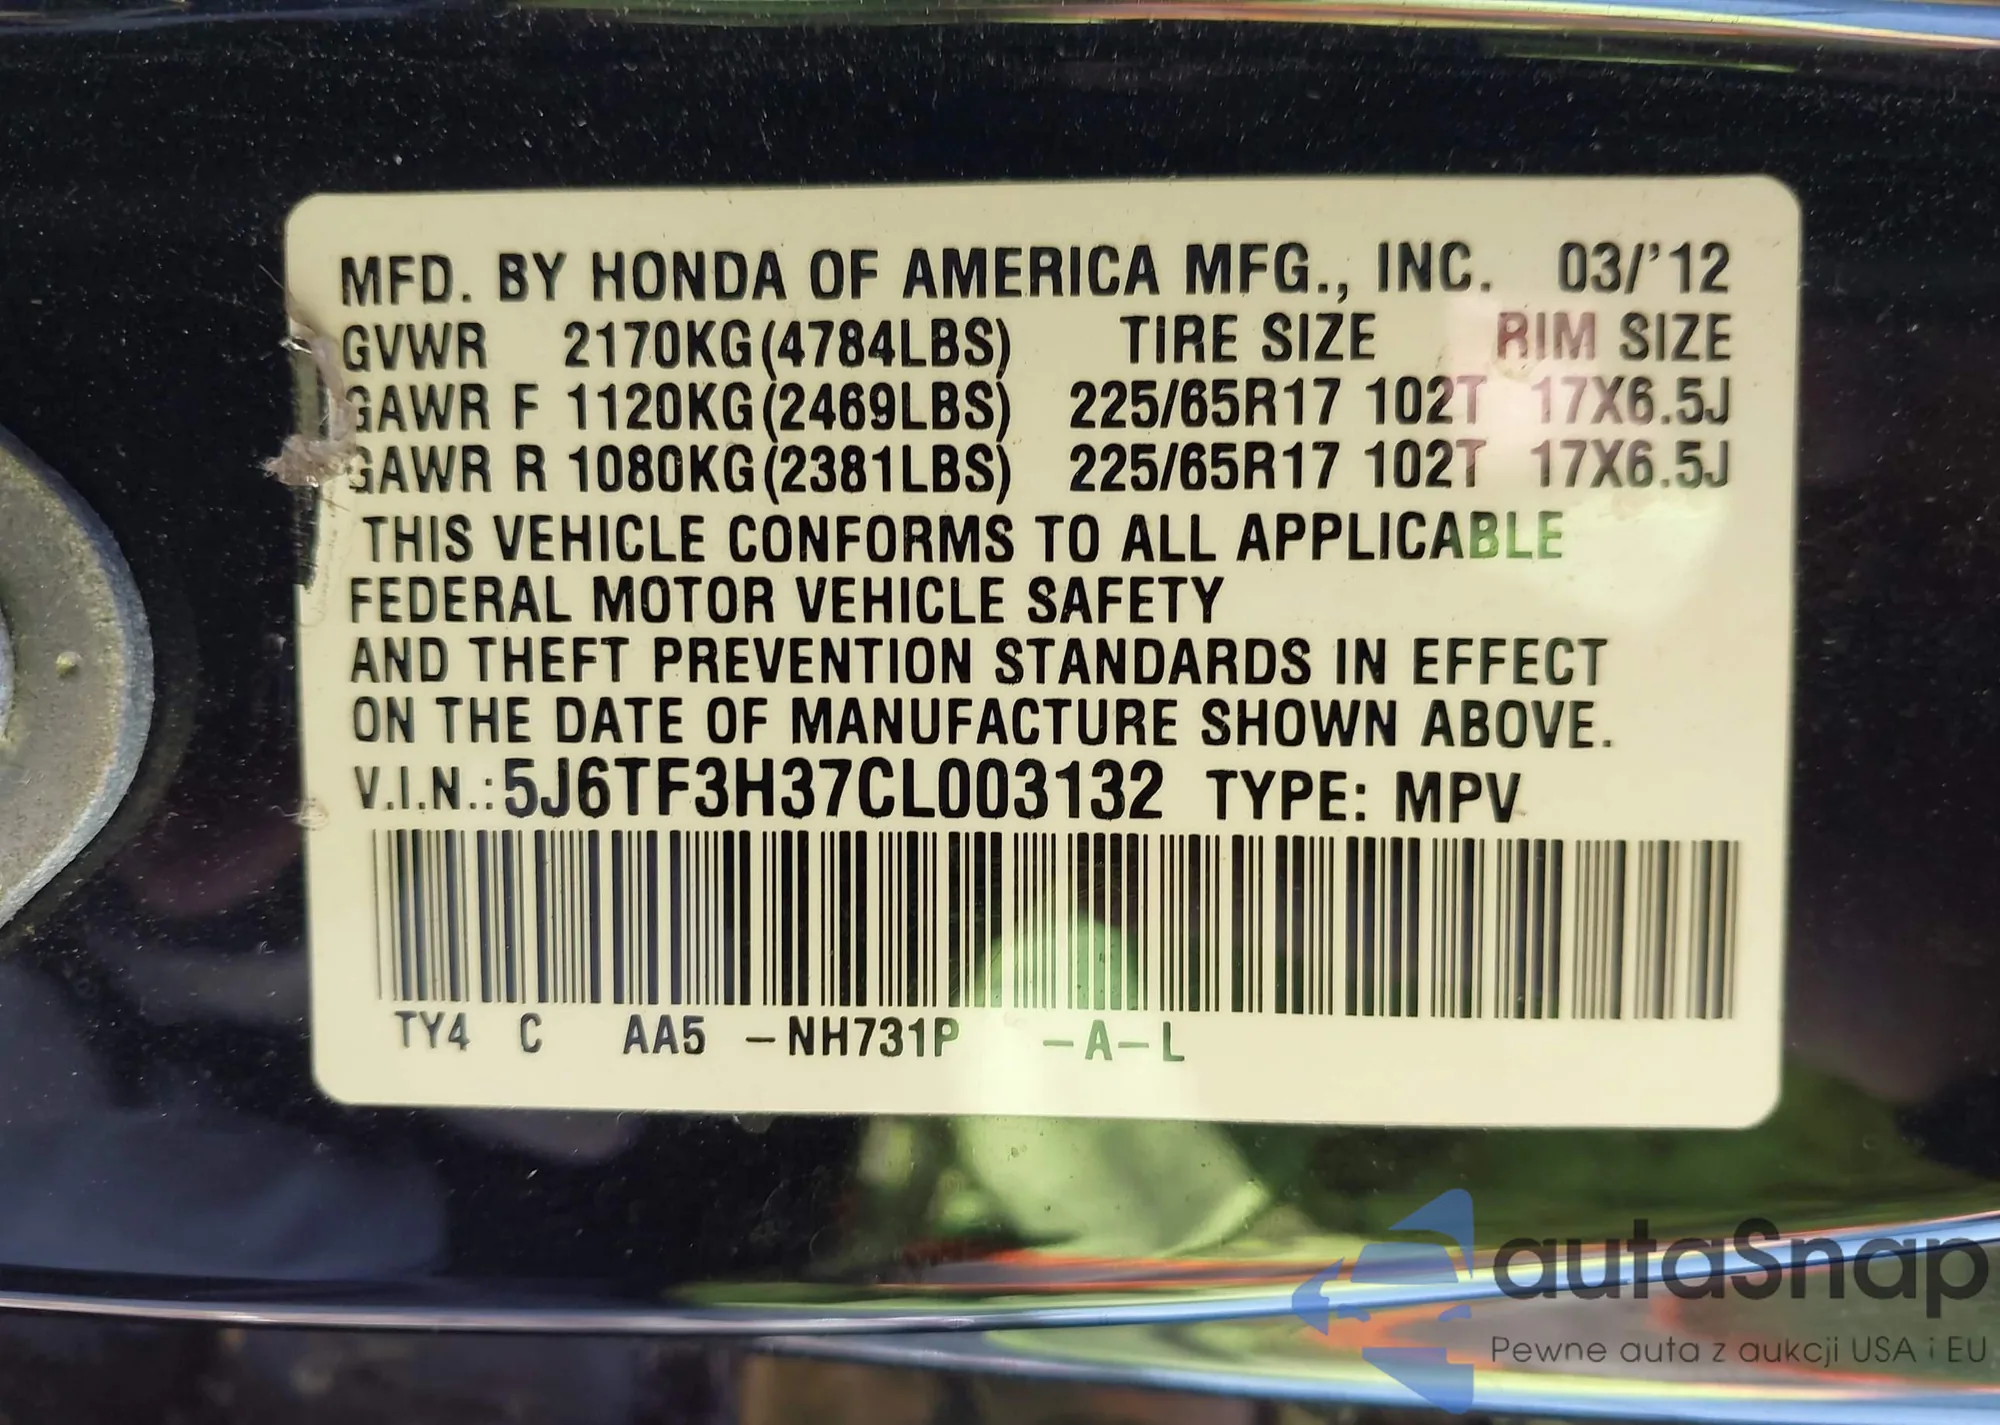 MFD. BY HONDA OF AMERICA MFG., INC. 03/'12
GVWR 2170KG(4784LBS) TIRE SIZE RIM SIZE
GAWR F 1120KG(2469LBS) 225/65R17 102T 17X6.5J
GAWR R 1080KG(2381LBS) 225/65R17 102T 17X6.5J
THIS VEHICLE CONFORMS TO ALL APPLICABLE
FEDERAL MOTOR VEHICLE SAFETY
AND THEFT PREVENTION STANDARDS IN EFFECT
ON THE DATE OF MANUFACTURE SHOWN ABOVE.
V.I.N.: 5J6TF3H37CL003132 TYPE: MPV
TY4 C AA5 -NH731P -A-L
autaSnap
Pewne auta z aukcji USA i EU